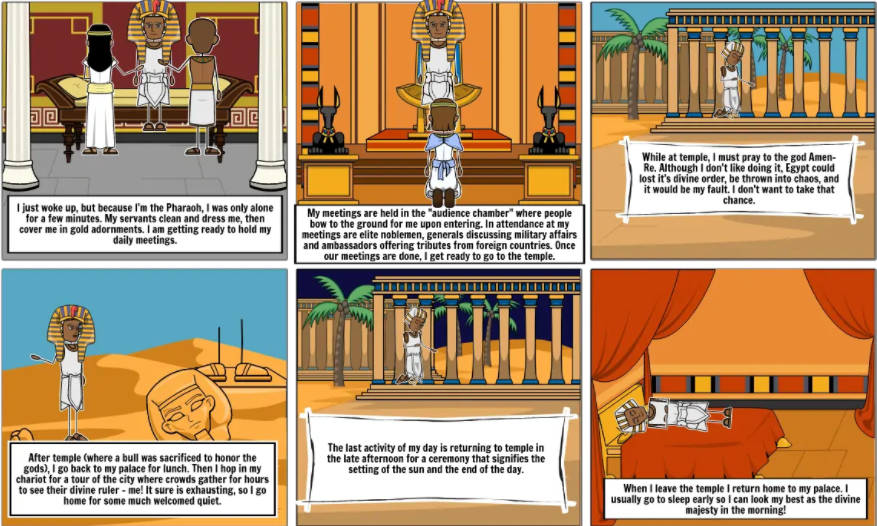 I just woke up, but because I'm the Pharaoh, I was only alone
for a few minutes. My servants clean and dress me, then
cover me in gold adornments. I am getting ready to hold my
daily meetings.
My meetings are held in the "audience chamber" where people
bow to the ground for me upon entering. In attendance at my
meetings are elite noblemen, generals discussing military affairs
and ambassadors offering tributes from foreign countries. Once
our meetings are done, I get ready to go to the temple.
While at temple, I must pray to the god Amen-
Re. Although I don't like doing it, Egypt could
lost it's divine order, be thrown into chaos, and
it would be my fault. I don't want to take that
chance.
After temple (where a bull was sacrificed to honor the
gods), I go back to my palace for lunch. Then I hop in my
chariot for a tour of the city where crowds gather for hours
to see their divine ruler - me! It sure is exhausting, so I go
home for some much welcomed quiet.
The last activity of my day is returning to temple in
the late afternoon for a ceremony that signifies the
setting of the sun and the end of the day.
When I leave the temple I return home to my palace. I
usually go to sleep early so I can look my best as the divine
majesty in the morning!